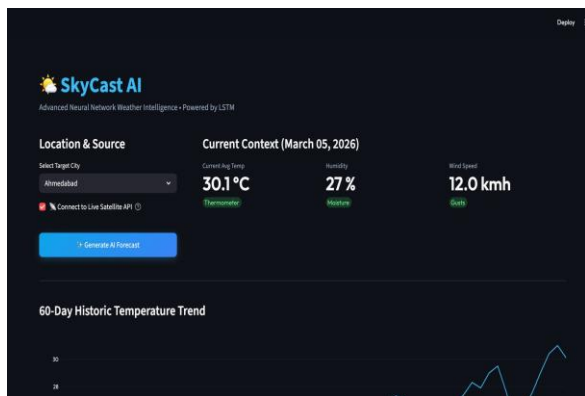 Deploy
SkyCast AI
Advanced Neural Network Weather Intelligence • Powered by LSTM
Location & Source
Select Target City
Ahmedabad
Connect to Live Satellite API
Generate AI Forecast
Current Context (March 05, 2026)
Current Avg Temp
30.1 °C
Thermometer
Humidity
27 %
Moisture
Wind Speed
12.0 kmh
Gusts
60-Day Historic Temperature Trend
30
28